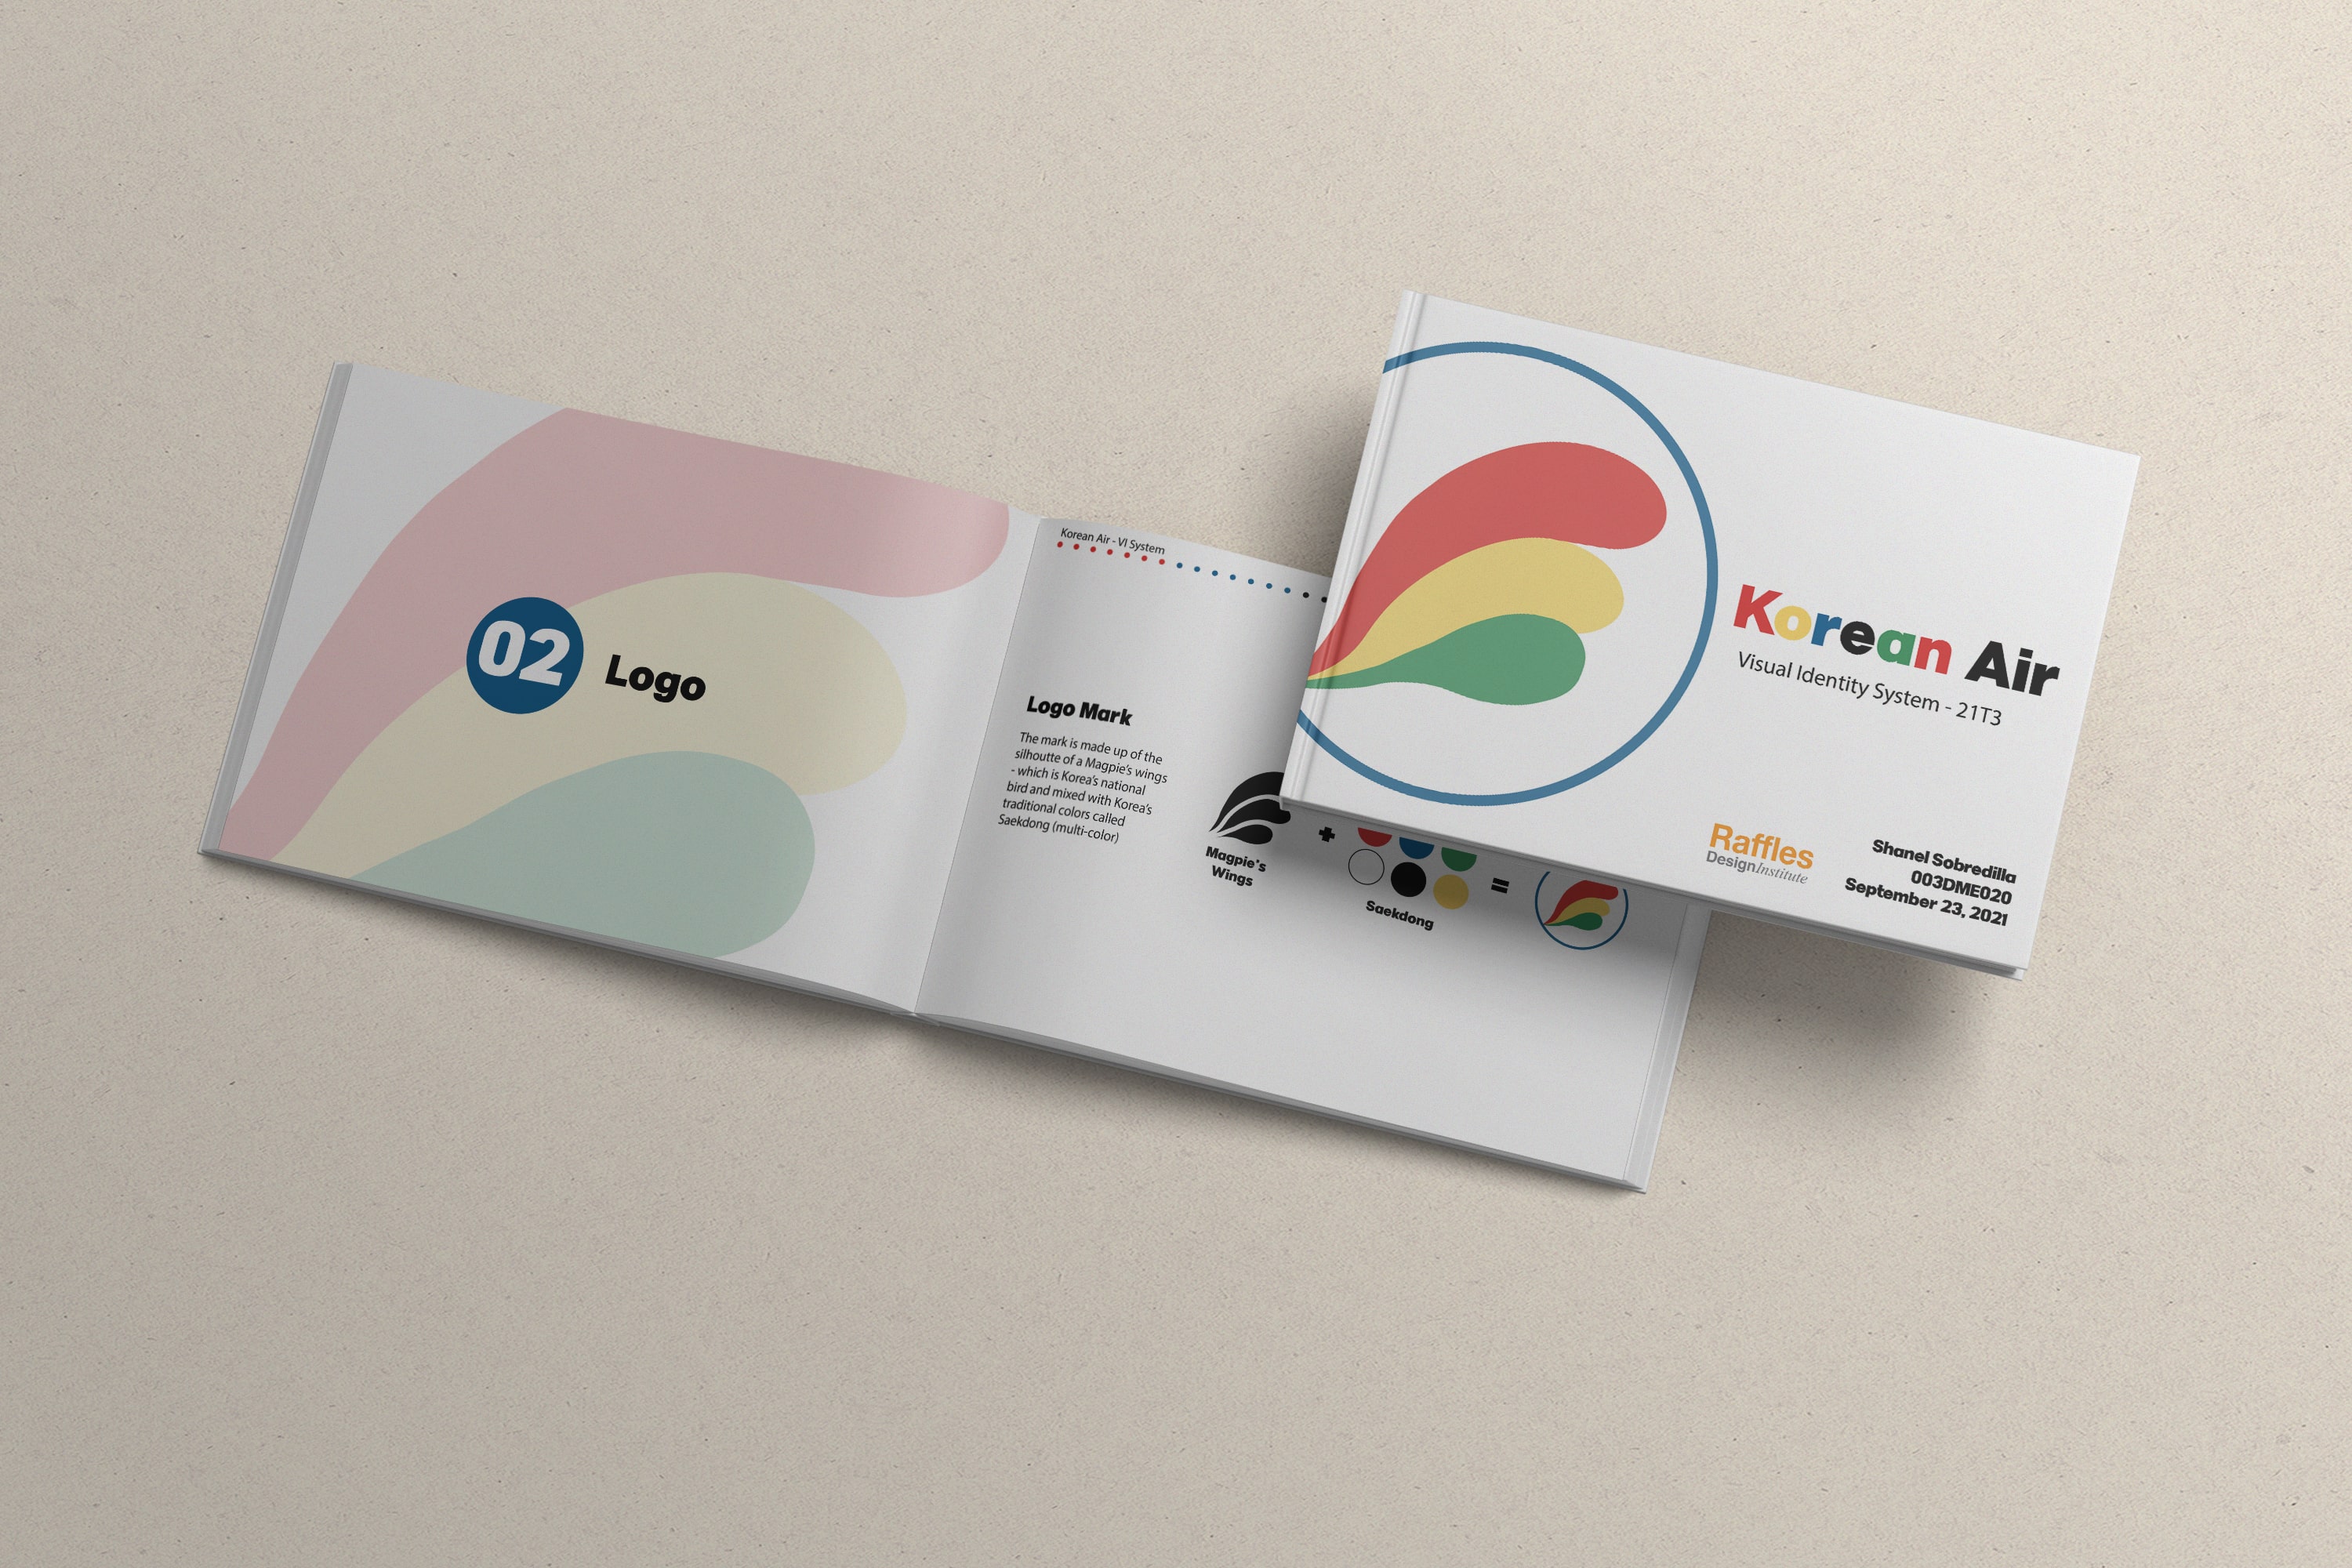 02
Logo
Korean Air - VI System
Logo Mark
The mark is made up of the
silhoutte of a Magpie's wings
- which is Korea's national
bird and mixed with Korea's
traditional colors called
Saekdong (multi-color)
Magpie's
Wings
+
Saekdong
=
Korean Air
Visual Identity System - 21T3
Raffles
DesignInstitute
Shanel Sobredilla
003DME020
September 23, 2021